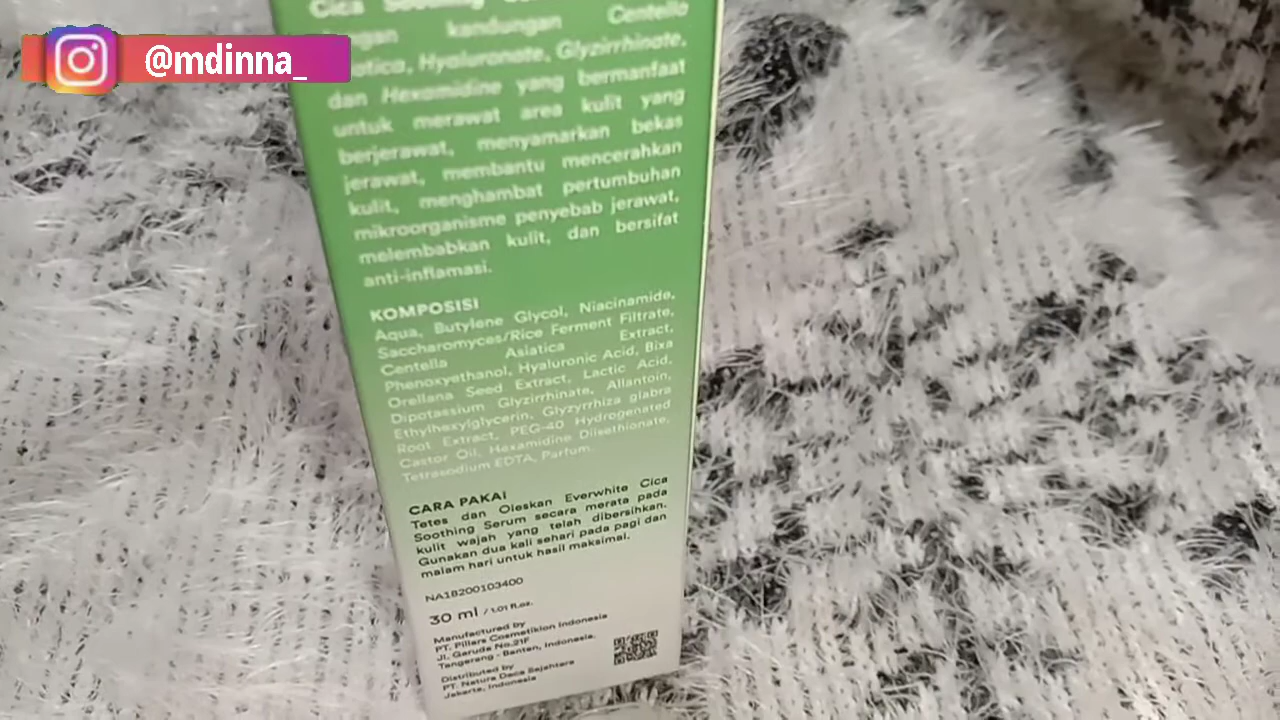 @mdinna_
Cica Soothing
kandungan Centella
Hyaluronate, Glyzirrhinate,
dan Hexamidine yang bermanfaat
untuk merawat area kulit yang
berjerawat, menyamarkan bekas
jerawat, membantu mencerahkan
kulit, menghambat pertumbuhan
mikroorganisme penyebab jerawat,
melembabkan kulit, dan bersifat
anti-inflamasi.
KOMPOSISI
Aqua, Butylene Glycol, Niacinamide,
Saccharomyces/Rice Ferment Filtrate,
Centella Asiatica Extract,
Phenoxyethanol, Hyaluronic Acid, Bixa
Orellana Seed Extract, Lactic Acid,
Dipotassium Glyzirrhinate, Allantoin,
Ethylhexylglycerin, Glyzyrrhiza glabra
Root Extract, PEG-40 Hydrogenated
Castor Oil, Hexamidine Diisethionate,
Tetrasodium EDTA, Parfum.
CARA PAKAI
Tetes dan Oleskan Everwhite Cica
Soothing Serum secara merata pada
kulit wajah yang telah dibersihkan.
Gunakan dua kali sehari pada pagi dan
malam hari untuk hasil maksimal.
NA18200103400
30 ml / 1.01 fl.oz.
Manufactured by
PT. Pillars Cosmetiklon Indonesia
Jl. Garuda No.21F
Tangerang - Banten, Indonesia.
Distributed by
PT. Natura Deca Sejahtera
Jakarta, Indonesia